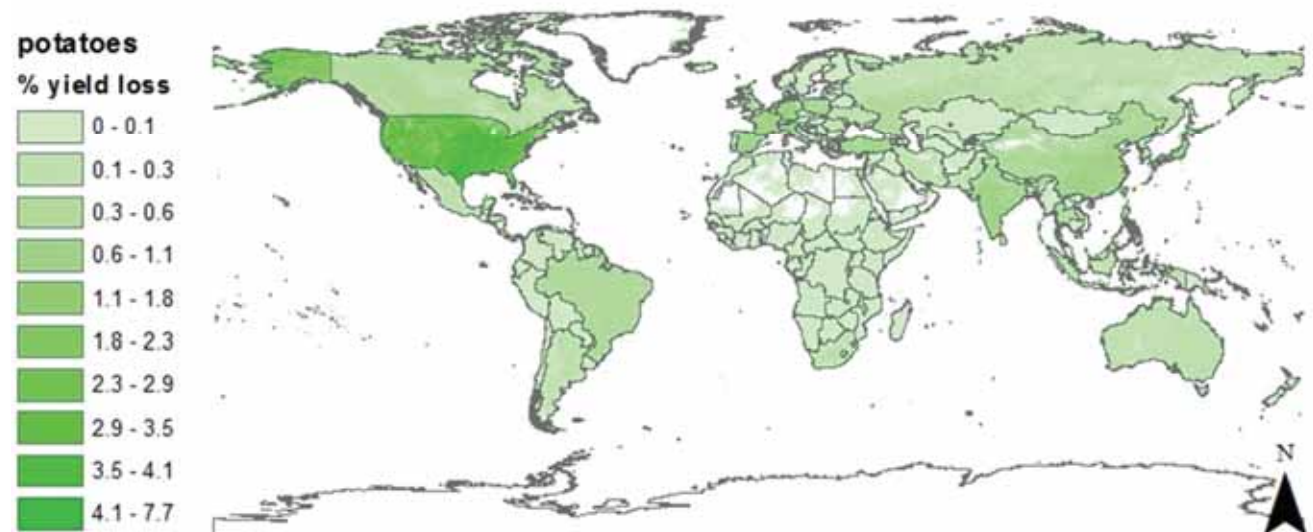 potatoes
% yield loss
0 - 0.1
0.1 - 0.3
0.3 - 0.6
0.6 - 1.1
1.1 - 1.8
1.8 - 2.3
2.3 - 2.9
2.9 - 3.5
3.5 - 4.1
4.1 - 7.7
N